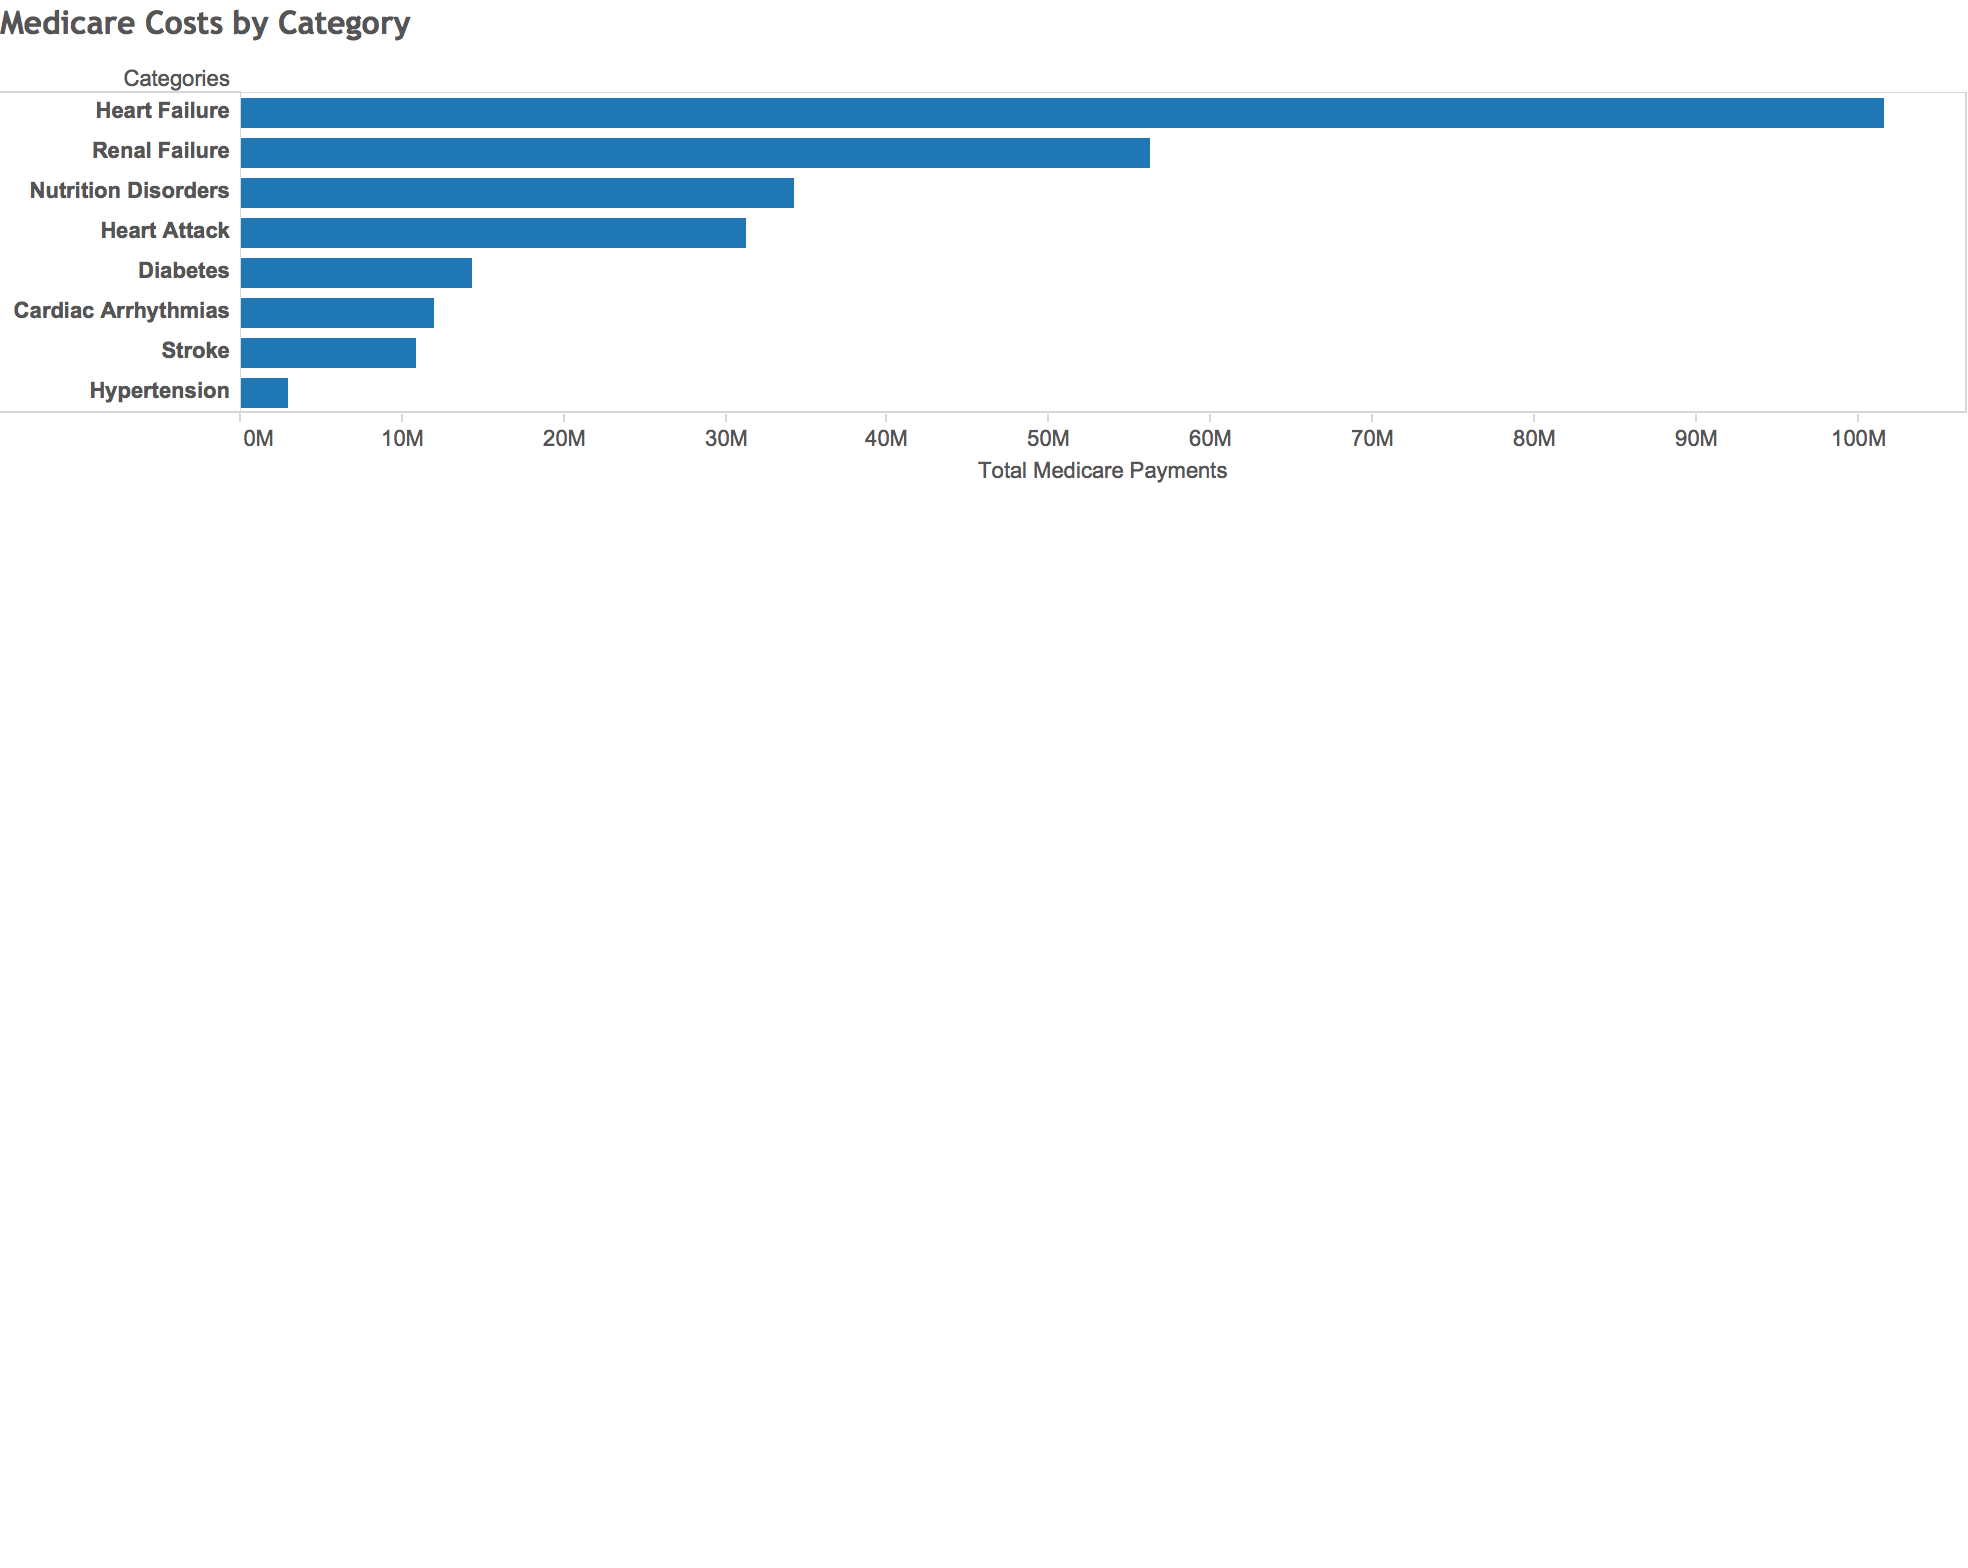 Medicare Costs by Category
Categories
Heart Failure
Renal Failure
Nutrition Disorders
Heart Attack
Diabetes
Cardiac Arrhythmias
Stroke
Hypertension
0M 10M 20M 30M 40M 50M 60M 70M 80M 90M 100M
Total Medicare Payments